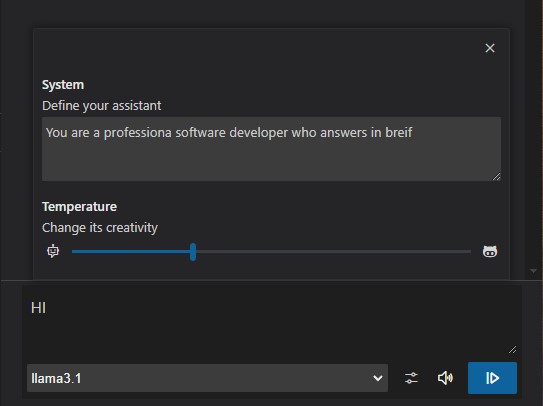 System
Define your assistant
You are a professiona software developer who answers in breif
Temperature
Change its creativity
HI
llama3.1